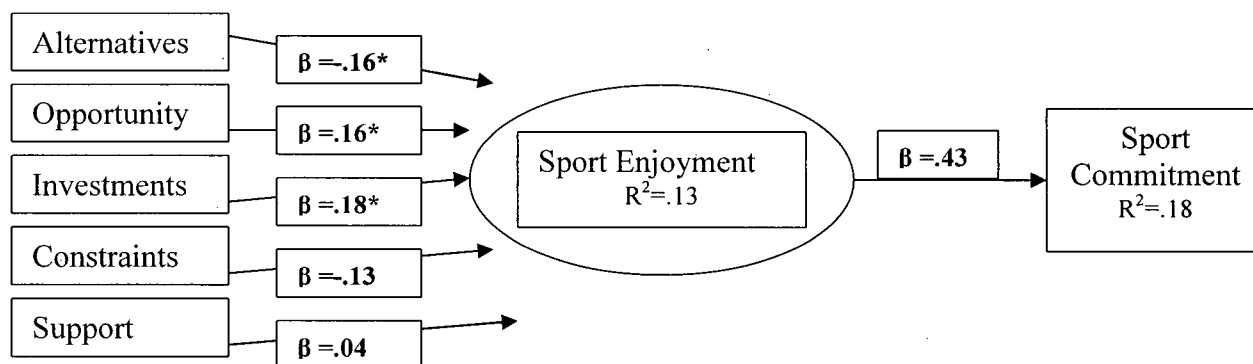 Alternatives
β =-.16*
Opportunity
β =.16*
Investments
β =.18*
Constraints
β =-.13
Support
β =.04
Sport Enjoyment
R²=.13
β =.43
Sport
Commitment
R²=.18